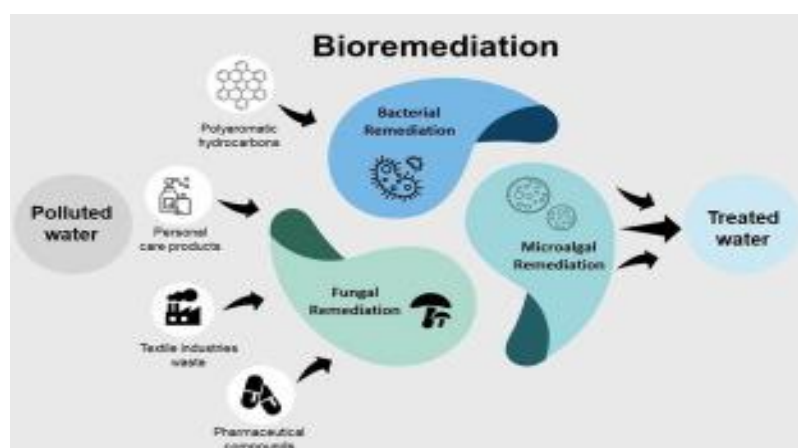 Bioremediation
Polyaromatic
hydrocarbons
Bacterial
Remediation
Polluted
water
Personal
care products
Microalgal
Remediation
Treated
water
Fungal
Remediation
Textile industries
waste
Pharmaceutical
compounds